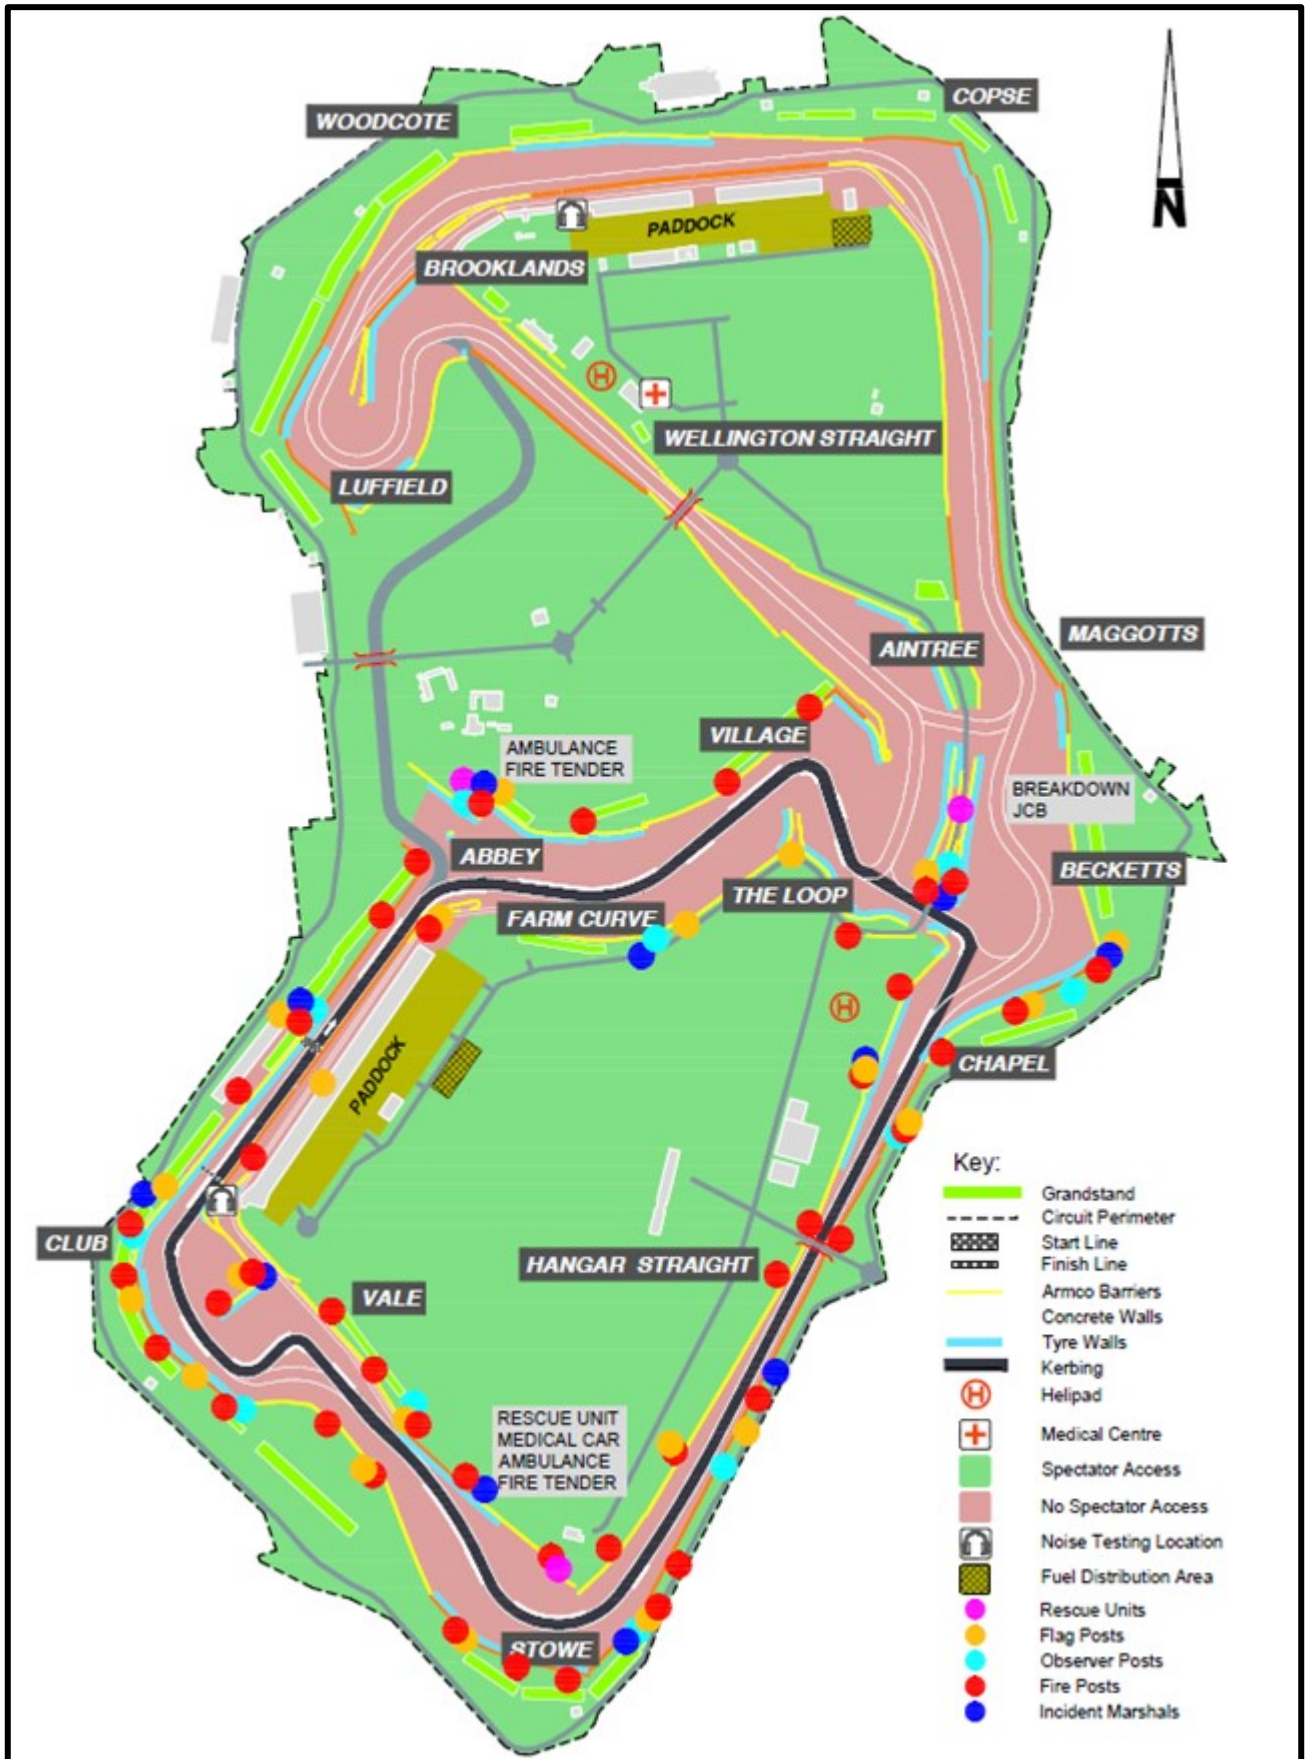 COPSE
WOODCOTE
N
PADDOCK
BROOKLANDS
WELLINGTON STRAIGHT
LUFFIELD
MAGGOTTS
AINTREE
VILLAGE
AMBULANCE
FIRE TENDER
BREAKDOWN
JCB
ABBEY
BECKETTS
THE LOOP
FARM CURVE
PADDOCK
CHAPEL
CLUB
HANGAR STRAIGHT
VALE
RESCUE UNIT
MEDICAL CAR
AMBULANCE
FIRE TENDER
STOWE
H
H
Key:
Grandstand
Circuit Perimeter
Start Line
Finish Line
Armco Barriers
Concrete Walls
Tyre Walls
Kerbing
H
Helipad
Medical Centre
Spectator Access
No Spectator Access
Noise Testing Location
Fuel Distribution Area
Rescue Units
Flag Posts
Observer Posts
Fire Posts
Incident Marshals